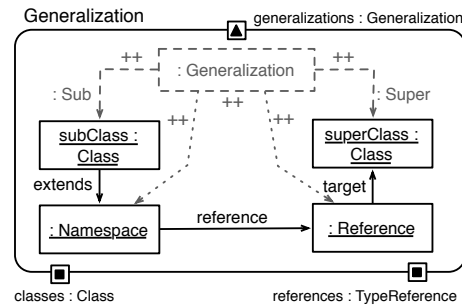 Generalization
generalizations : Generalization
++
++
: Generalization
: Sub
++
: Super
++
++
subClass :
Class
superClass :
Class
extends
target
reference
: Namespace
: Reference
classes : Class
references : TypeReference